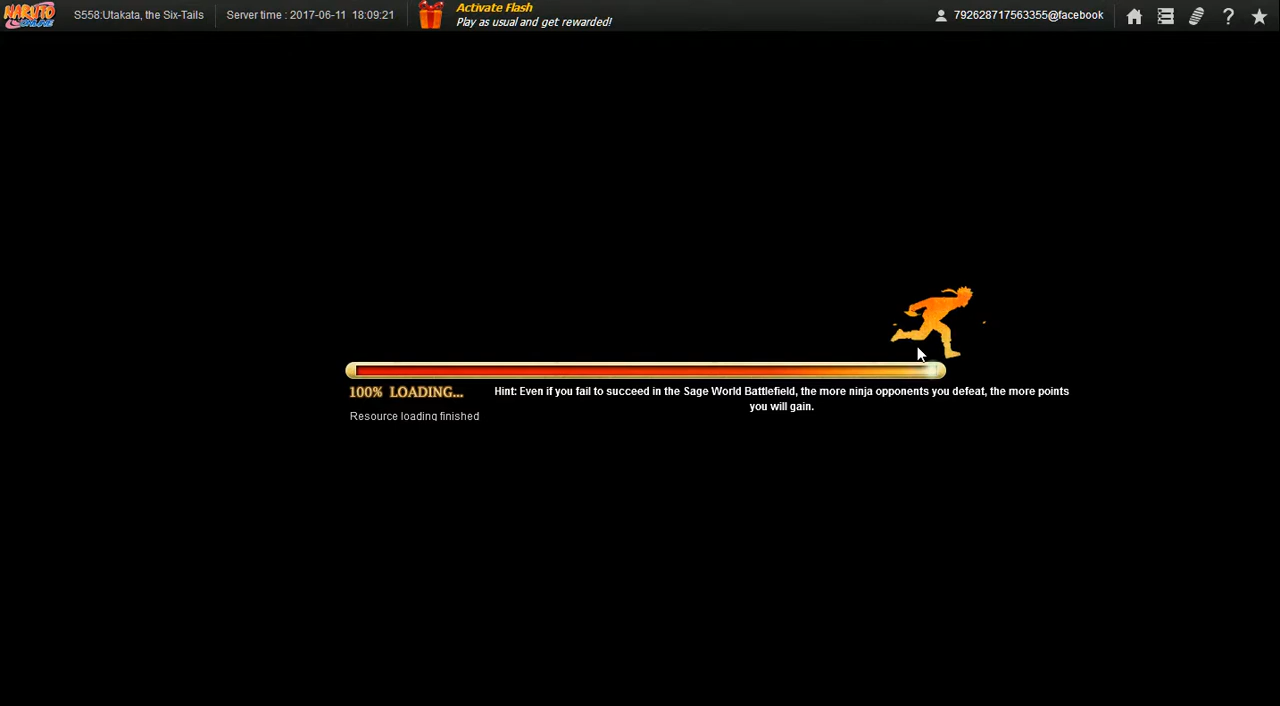 NARUTO
ONLINE
S558:Utakata, the Six-Tails
Server time : 2017-06-11 18:09:21
Activate Flash
Play as usual and get rewarded!
792628717563355@facebook
?
100% LOADING...
Hint: Even if you fail to succeed in the Sage World Battlefield, the more ninja opponents you defeat, the more points
you will gain.
Resource loading finished